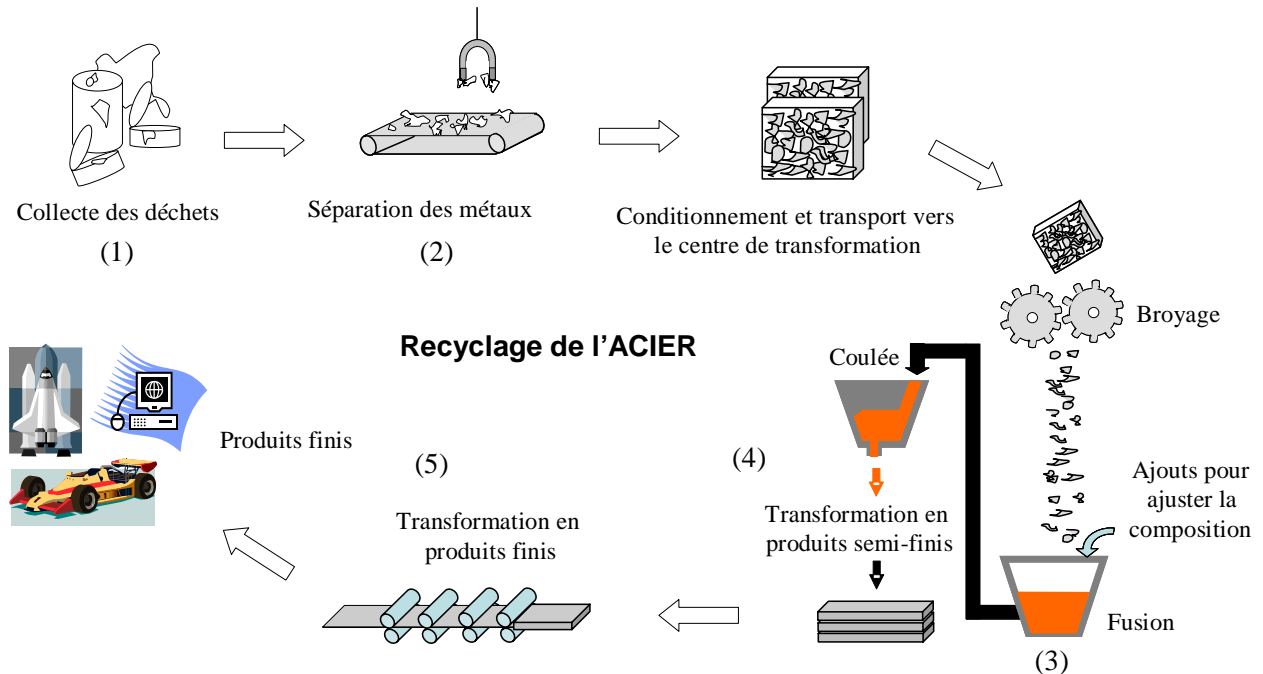 Collecte des déchets
(1)
Séparation des métaux
(2)
Conditionnement et transport vers
le centre de transformation
Broyage
Recyclage de l’ACIER
Ajouts pour
ajuster la
composition
Fusion
(3)
Coulée
(4)
Transformation en
produits semi-finis
(5)
Transformation en
produits finis
Produits finis